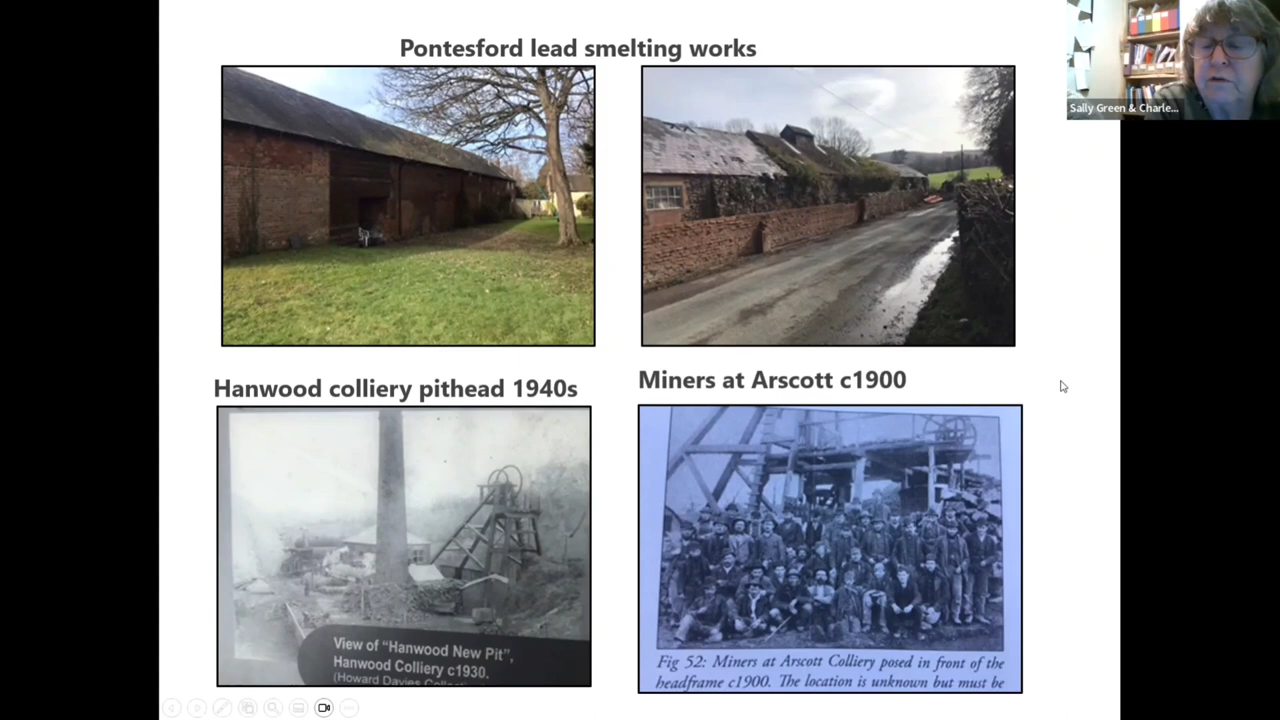 Pontesford lead smelting works
Sally Green & Charle...
Hanwood colliery pithead 1940s
Miners at Arscott c1900
View of "Hanwood New Pit",
Hanwood Colliery c1930.
(Howard Davies
Fig 52: Miners at Arscott Colliery posed in front of the
headframe c1900. The location is unknown but must be